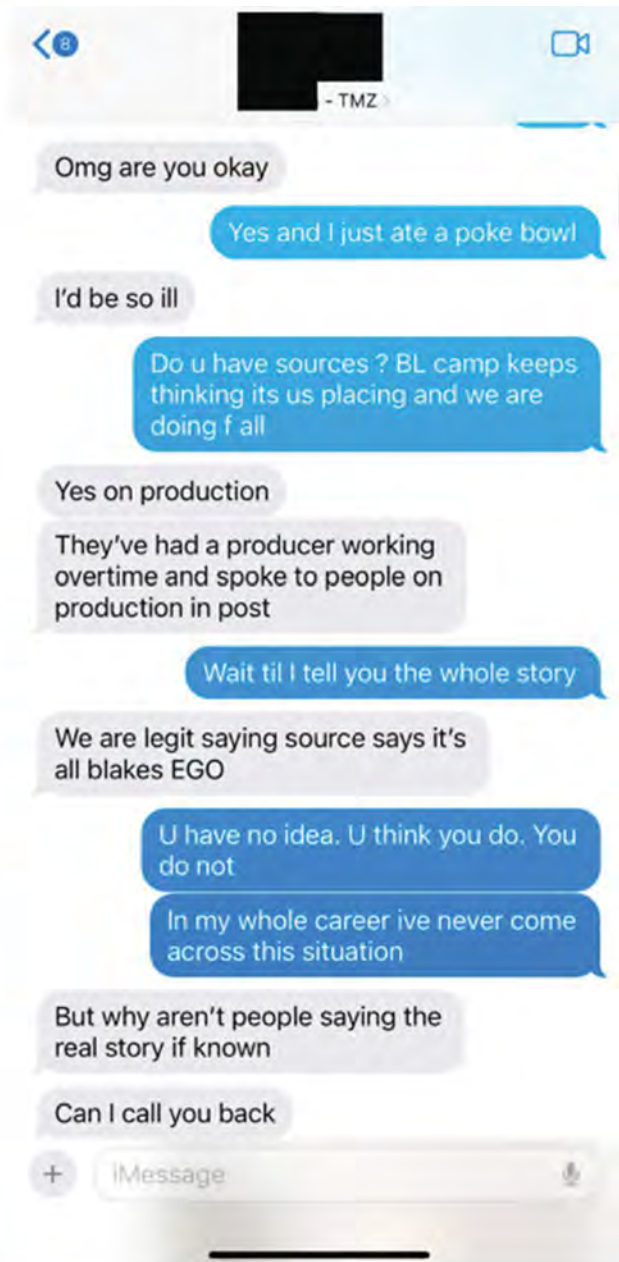 8
- TMZ >
Omg are you okay
Yes and I just ate a poke bowl
I'd be so ill
Do u have sources ? BL camp keeps
thinking its us placing and we are
doing f all
Yes on production
They've had a producer working
overtime and spoke to people on
production in post
Wait til I tell you the whole story
We are legit saying source says it's
all blakes EGO
U have no idea. U think you do. You
do not
In my whole career ive never come
across this situation
But why aren't people saying the
real story if known
Can I call you back
+ iMessage